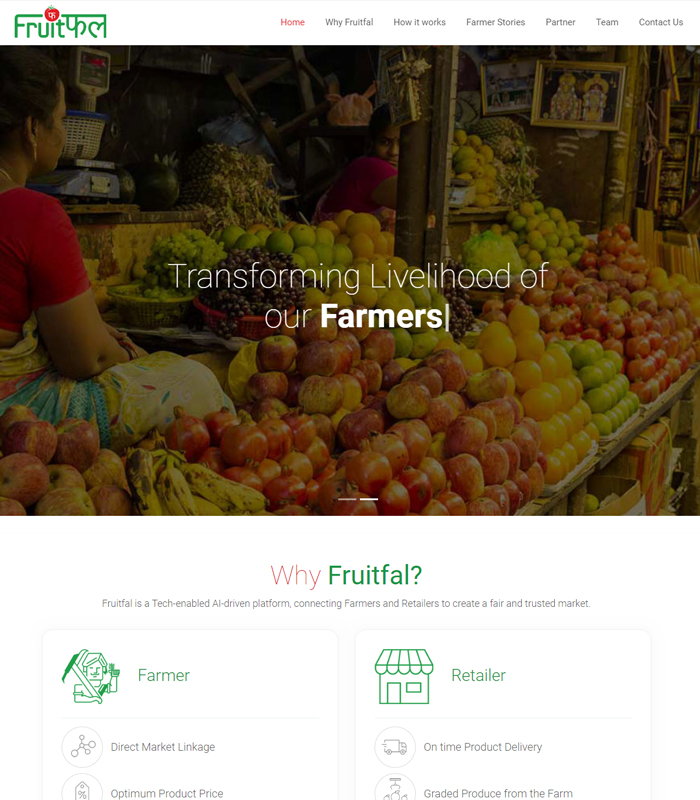 Fruitफल
फ
Home Why Fruitfal How it works Farmer Stories Partner Team Contact Us
Transforming Livelihood of
our Farmers|
Why Fruitfal?
Fruitfal is a Tech-enabled AI-driven platform, connecting Farmers and Retailers to create a fair and trusted market.
Farmer
Retailer
Direct Market Linkage
On time Product Delivery
Optimum Product Price
Graded Produce from the Farm